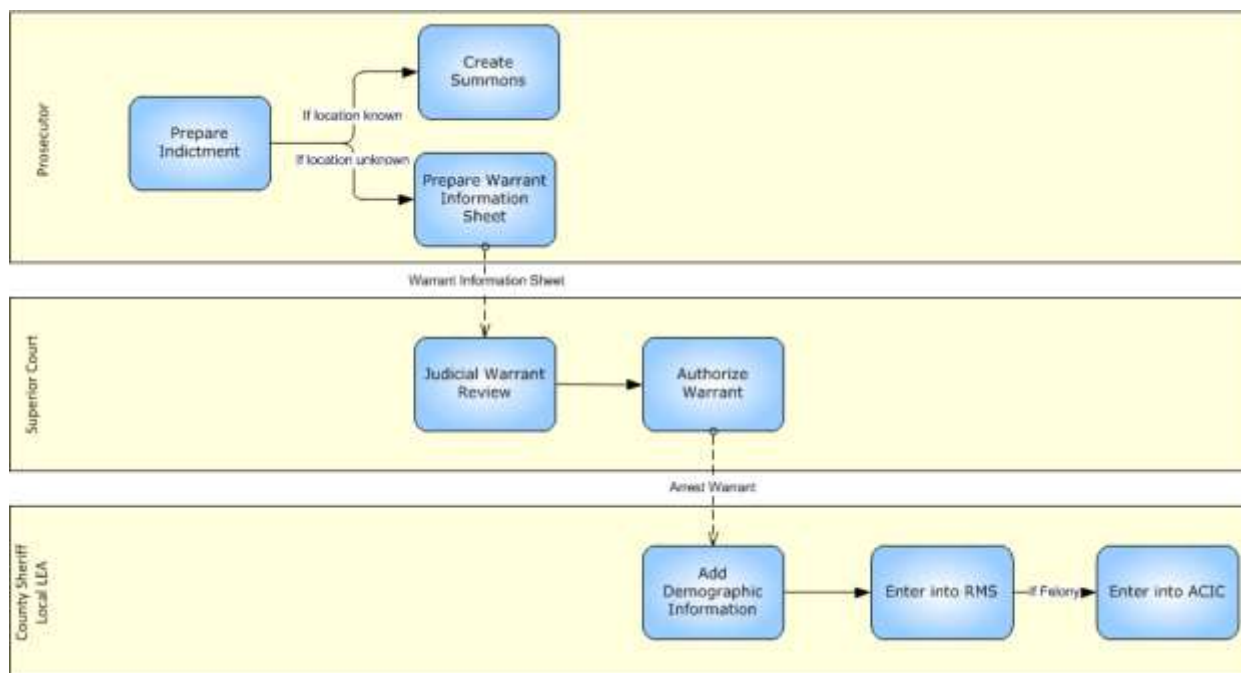 Prosecutor
Create
Summons
Prepare
Indictment
If location known
If location unknown
Prepare Warrant
Information
Sheet
Warrant Information Sheet
Superior Court
Judicial Warrant
Review
Authorize
Warrant
Arrest Warrant
County Sheriff
Local LEA
Add
Demographic
Information
Enter into RMS
If Felony
Enter into ACIC